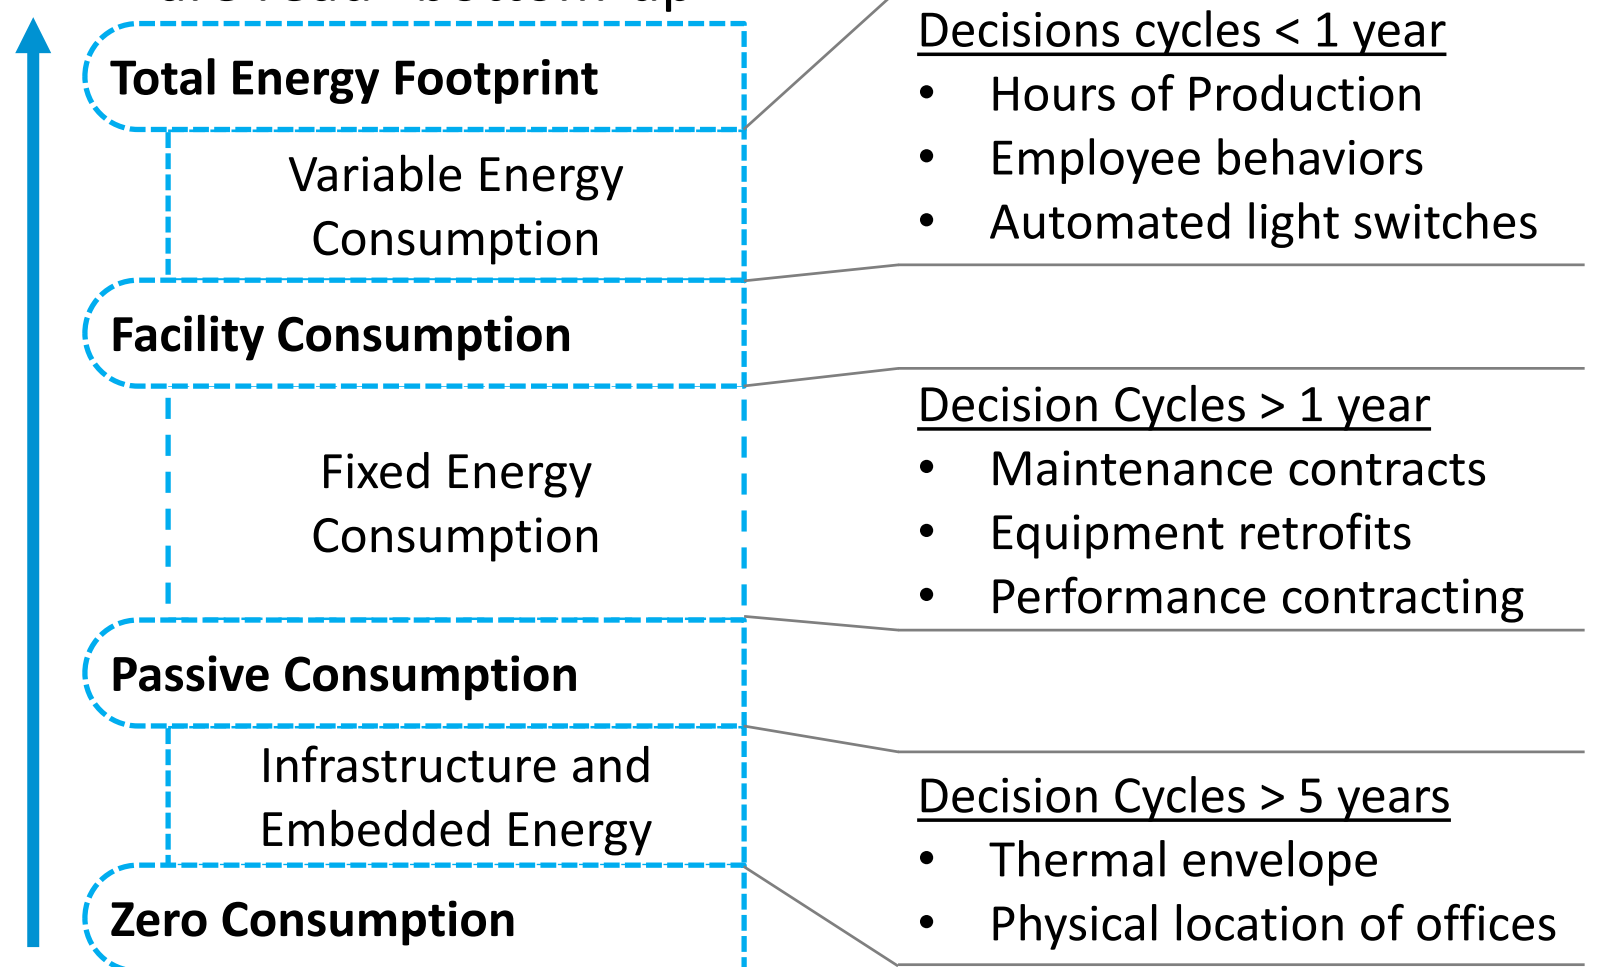 Total Energy Footprint
Variable Energy
Consumption
Facility Consumption
Fixed Energy
Consumption
Passive Consumption
Infrastructure and
Embedded Energy
Zero Consumption
Decisions cycles < 1 year
• Hours of Production
• Employee behaviors
• Automated light switches
Decision Cycles > 1 year
• Maintenance contracts
• Equipment retrofits
• Performance contracting
Decision Cycles > 5 years
• Thermal envelope
• Physical location of offices